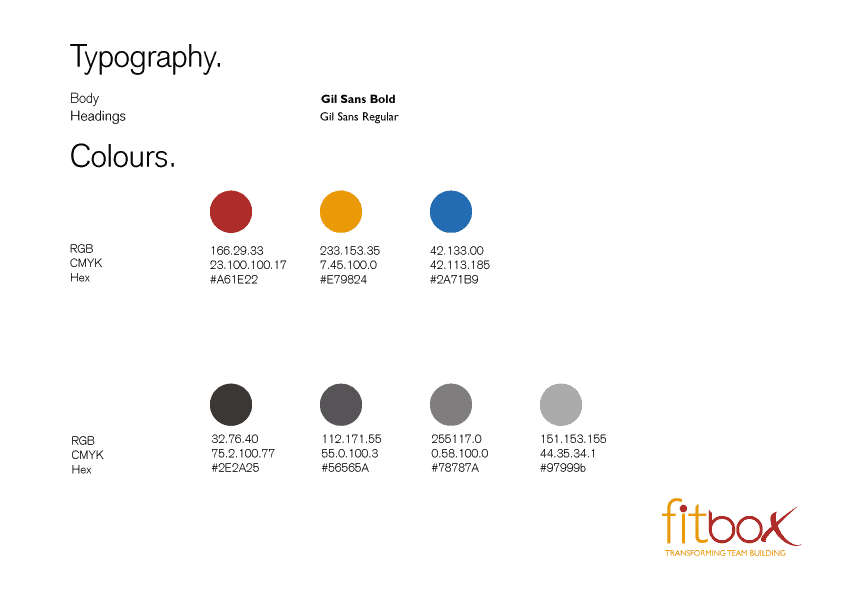 Typography.
Body Gil Sans Bold
Headings Gil Sans Regular
Colours.
RGB 166.29.33 233.153.35 42.133.00
CMYK 23.100.100.17 7.45.100.0 42.113.185
Hex #A61E22 #E79824 #2A71B9
RGB 32.76.40 112.171.55 255117.0 151.153.155
CMYK 75.2.100.77 55.0.100.3 0.58.100.0 44.35.34.1
Hex #2E2A25 #56565A #78787A #97999b
fitbox
TRANSFORMING TEAM BUILDING